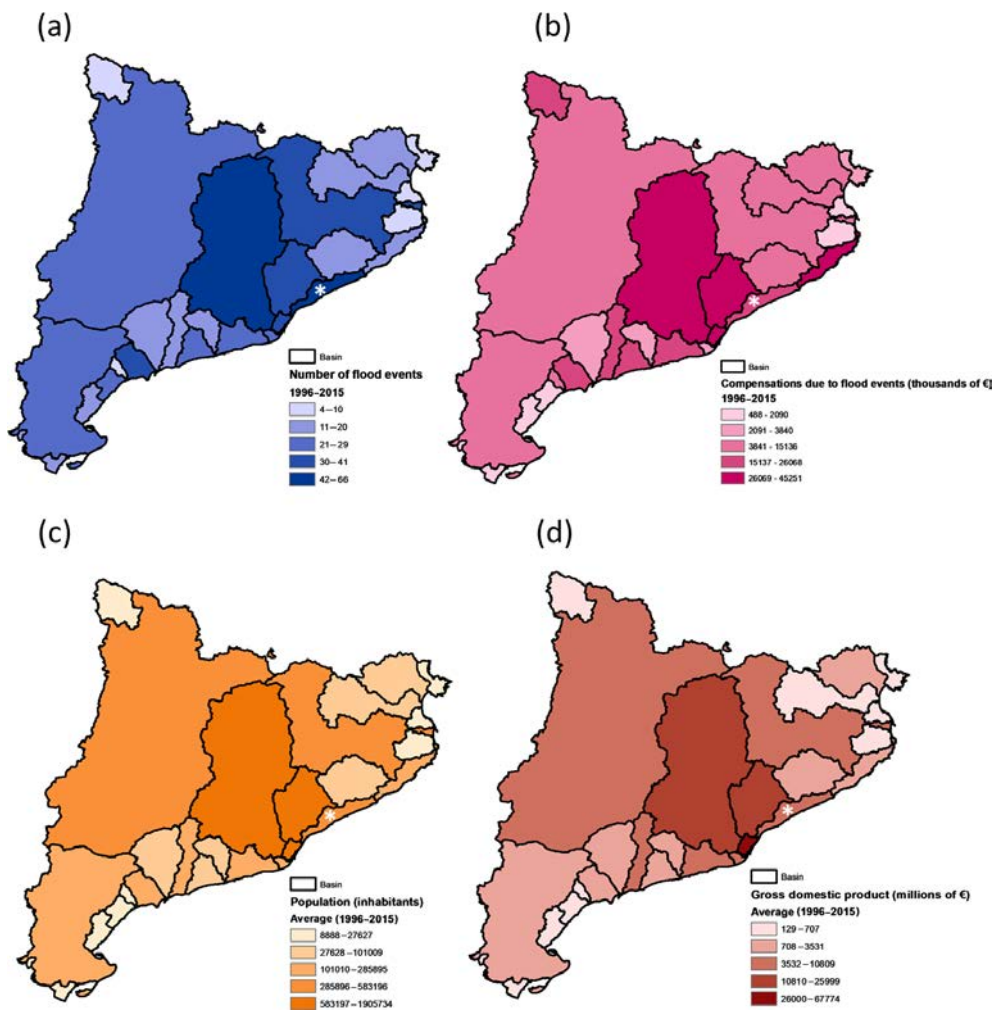 (a)
(b)
Basin
Number of flood events
1996–2015
4–10
11–20
21–29
30–41
42–66
*
Basin
Compensations due to flood events (thousands of €)
1996–2015
488 - 2090
2091 - 3840
3841 - 15136
15137 - 26068
26069 - 45251
*
(c)
(d)
Basin
Population (inhabitants)
Average (1996–2015)
8888–27627
27628–101009
101010–285895
285896–583196
583197–1905734
*
Basin
Gross domestic product (millions of €)
Average (1996–2015)
129–707
708–3531
3532–10809
10810–25999
26000–67774
*